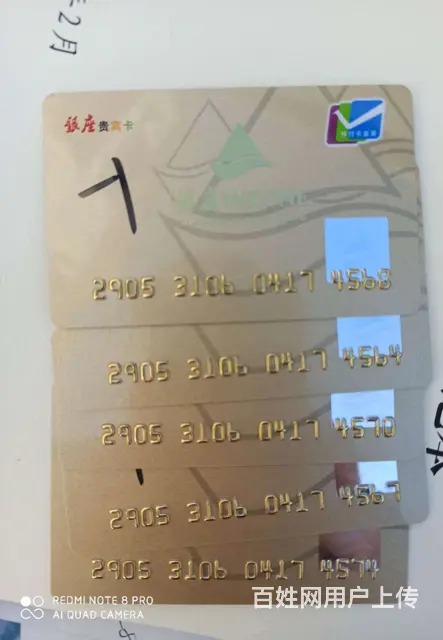 年2月
银座贵宾卡
2905 3106 0417 4568
2905 3106 0417 4564
2905 3106 0417 4570
2905 3106 0417 4567
2905 3106 0417 4574
REDMI NOTE 8 PRO
AI QUAD CAMERA
百姓网用户上传